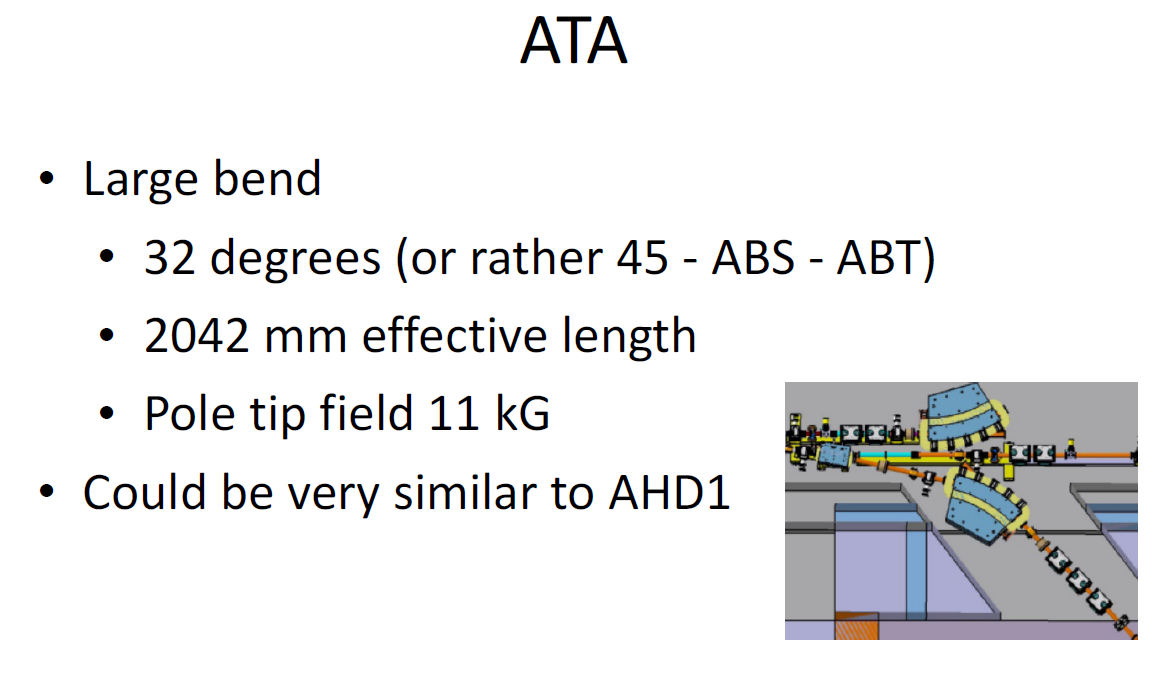 ATA
• Large bend
• 32 degrees (or rather 45 - ABS - ABT)
• 2042 mm effective length
• Pole tip field 11 kG
• Could be very similar to AHD1